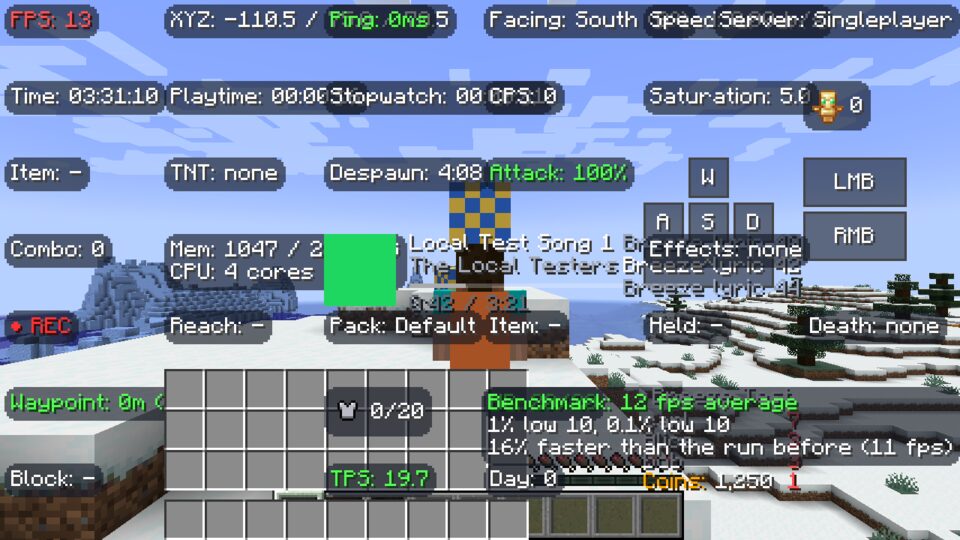 FPS: 13
XYZ: -110.5 /
Ping: 0ms
5
Facing: South
Speed
Server: Singleplayer
Time: 03:31:10
Playtime: 00:00
Stopwatch: 00
CPS: 0
Saturation: 5.0
0
Item: -
TNT: none
Despawn: 4:08
Attack: 100%
W
LMB
A
S
D
RMB
Combo: 0
Mem: 1047 / 2
CPU: 4 cores
Local Test Song 1
The Local Testers
0:42 / 3:21
Effects: none
Breeze lyric 42
Breeze lyric 44
REC
Reach: -
Pack: Default
Item: -
Held: -
Death: none
Waypoint: 0m
0/20
Benchmark: 12 fps average
1% low 10, 0.1% low 10
16% faster than the run before (11 fps)
Block: -
TPS: 19.7
Day: 0
Coins: 1,250
1